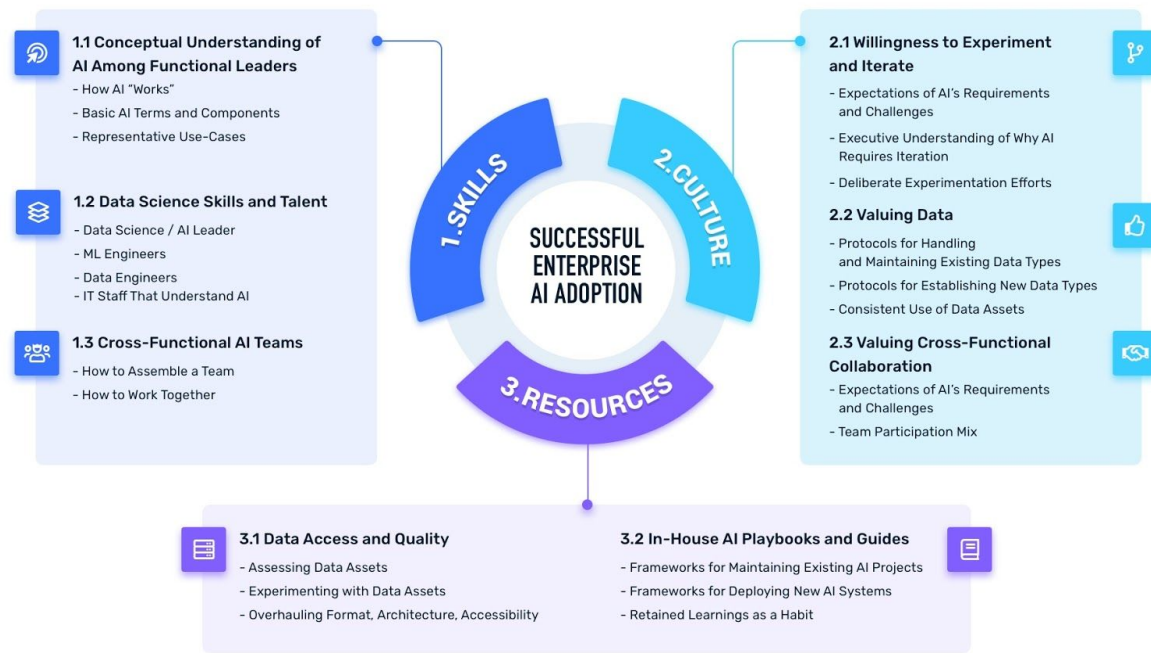 1.1 Conceptual Understanding of
AI Among Functional Leaders
- How AI “Works”
- Basic AI Terms and Components
- Representative Use-Cases
1.2 Data Science Skills and Talent
- Data Science / AI Leader
- ML Engineers
- Data Engineers
- IT Staff That Understand AI
1.3 Cross-Functional AI Teams
- How to Assemble a Team
- How to Work Together
1.SKILLS
2.CULTURE
3.RESOURCES
SUCCESSFUL
ENTERPRISE
AI ADOPTION
2.1 Willingness to Experiment
and Iterate
- Expectations of AI’s Requirements
and Challenges
- Executive Understanding of Why AI
Requires Iteration
- Deliberate Experimentation Efforts
2.2 Valuing Data
- Protocols for Handling
and Maintaining Existing Data Types
- Protocols for Establishing New Data Types
- Consistent Use of Data Assets
2.3 Valuing Cross-Functional
Collaboration
- Expectations of AI’s Requirements
and Challenges
- Team Participation Mix
3.1 Data Access and Quality
- Assessing Data Assets
- Experimenting with Data Assets
- Overhauling Format, Architecture, Accessibility
3.2 In-House AI Playbooks and Guides
- Frameworks for Maintaining Existing AI Projects
- Frameworks for Deploying New AI Systems
- Retained Learnings as a Habit